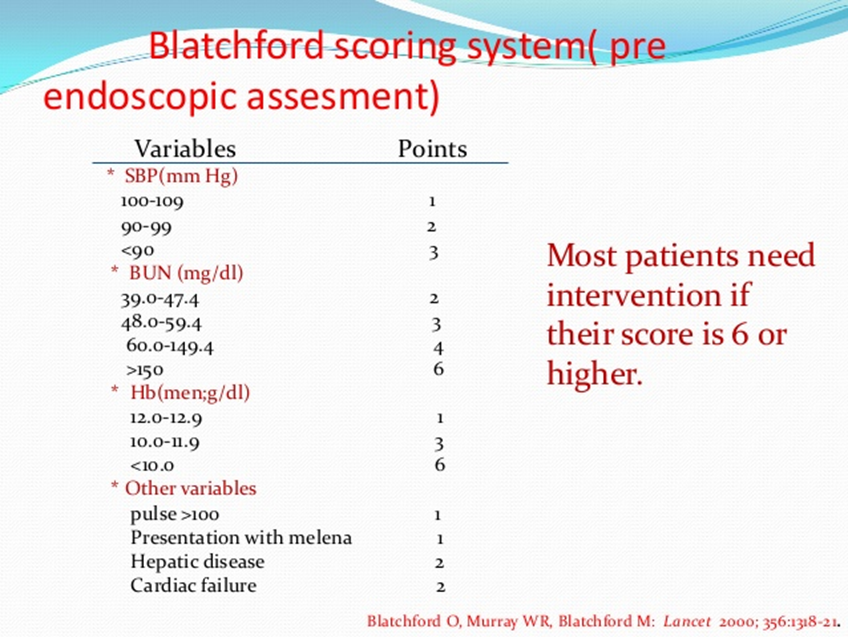 Blatchford scoring system( pre
endoscopic assesment)
Variables Points
* SBP(mm Hg)
100-109 1
90-99 2
<90 3
* BUN (mg/dl)
39.0-47.4 2
48.0-59.4 3
60.0-149.4 4
>150 6
* Hb(men;g/dl)
12.0-12.9 1
10.0-11.9 3
<10.0 6
* Other variables
pulse >100 1
Presentation with melena 1
Hepatic disease 2
Cardiac failure 2
Most patients need
intervention if
their score is 6 or
higher.
Blatchford O, Murray WR, Blatchford M: Lancet 2000; 356:1318-21.